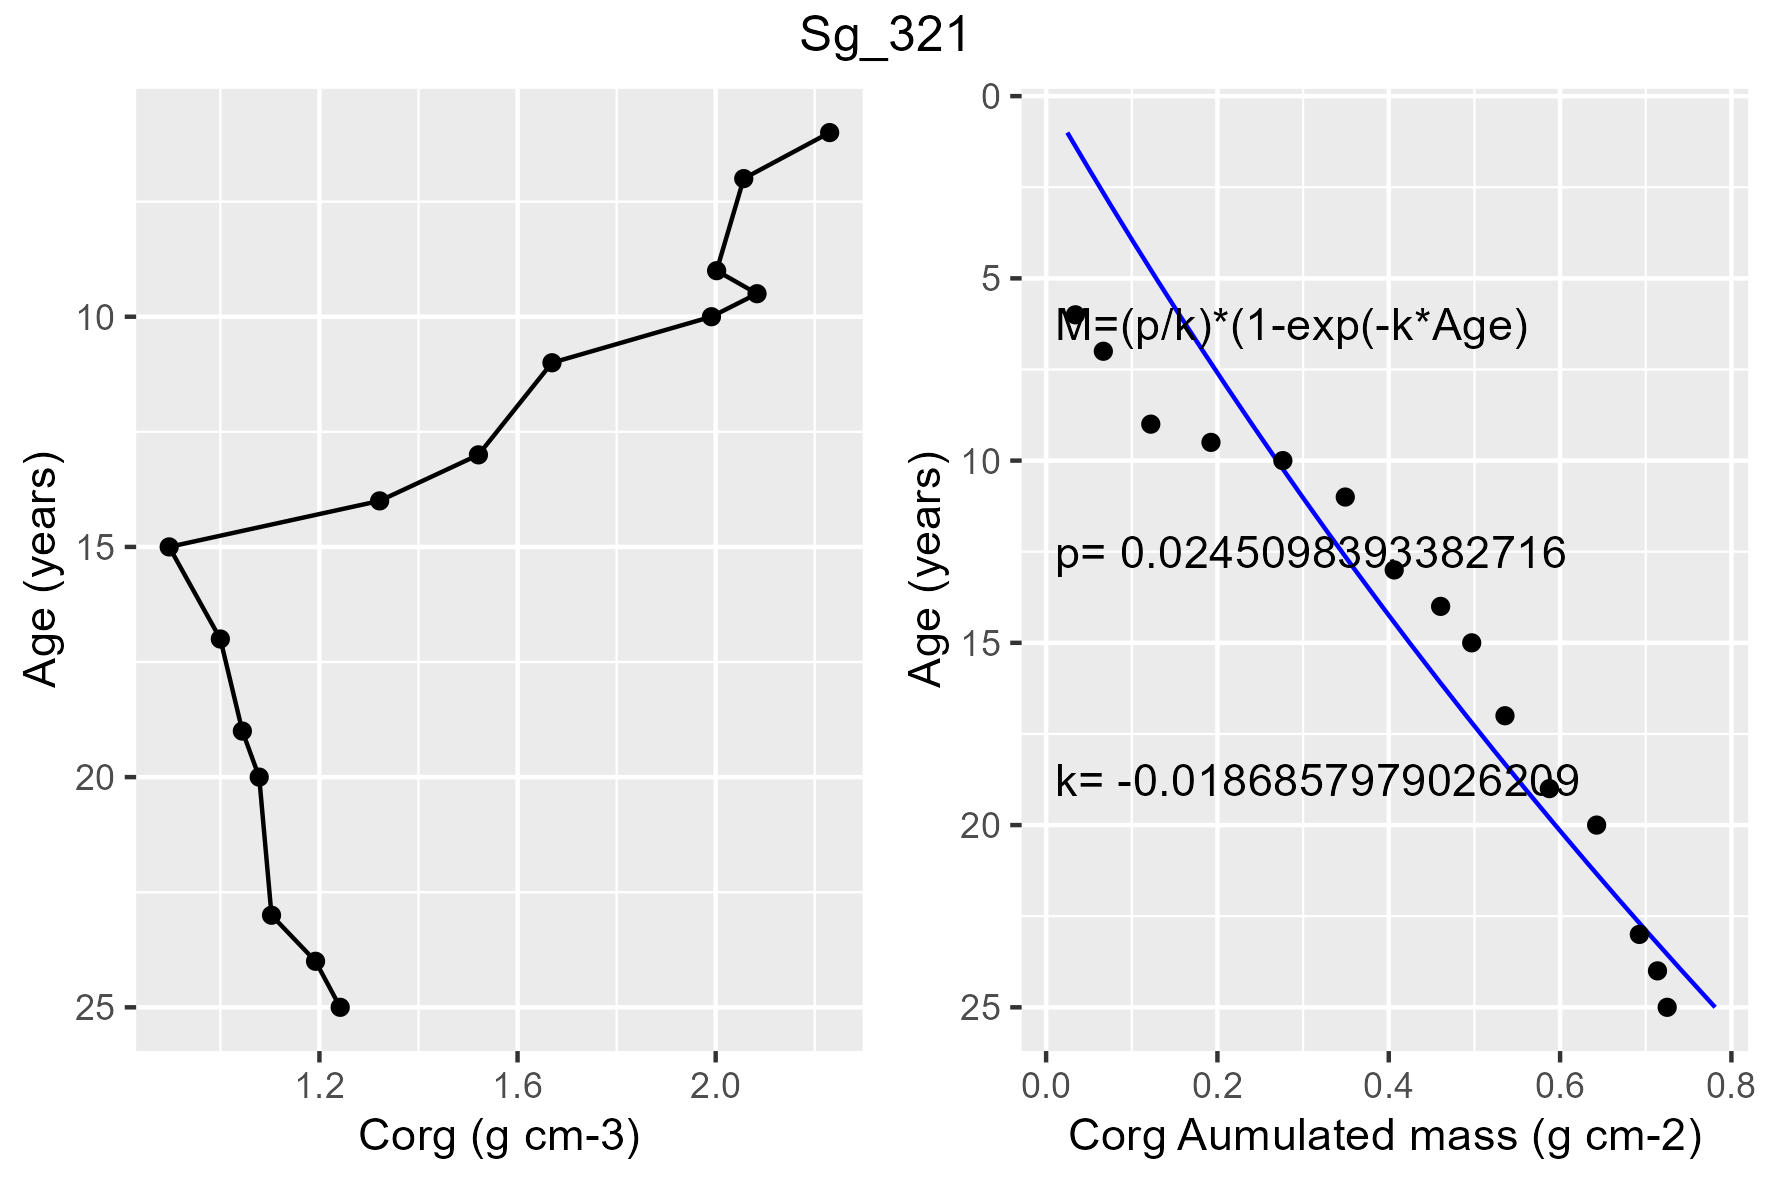 Sg_321
10
15
20
25
1.2 1.6 2.0
Age (years)
Corg (g cm-3)
0
5
10
15
20
25
0.0 0.2 0.4 0.6 0.8
Age (years)
Corg Aumulated mass (g cm-2)
M=(p/k)*(1-exp(-k*Age)
p= 0.0245098393382716
k= -0.0186857979026209